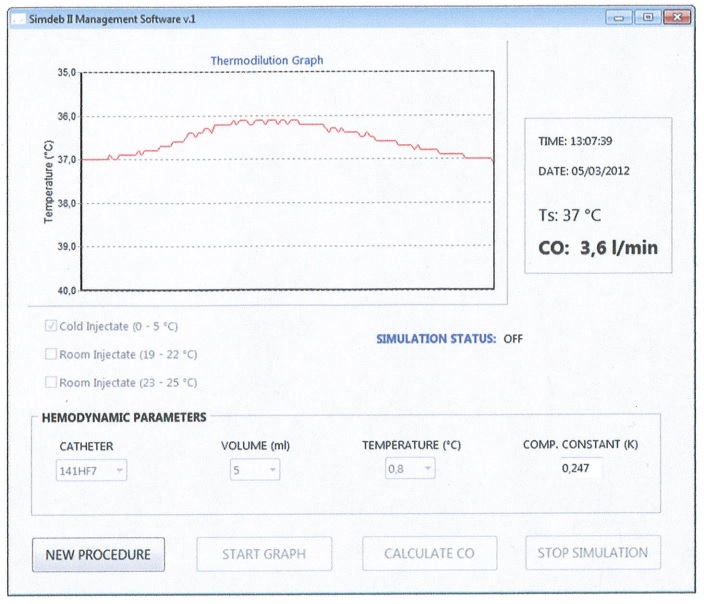 Simdeb II Management Software v.1
Thermodilution Graph
35,0
36,0
37,0
38,0
39,0
40,0
Temperature (°C)
TIME: 13:07:39
DATE: 05/03/2012
Ts: 37 °C
CO: 3,6 l/min
Cold Injectate (0 - 5 °C)
Room Injectate (19 - 22 °C)
Room Injectate (23 - 25 °C)
SIMULATION STATUS: OFF
HEMODYNAMIC PARAMETERS
CATHETER VOLUME (ml) TEMPERATURE (°C) COMP. CONSTANT (K)
141HF7 5 0,8 0,247
NEW PROCEDURE START GRAPH CALCULATE CO STOP SIMULATION